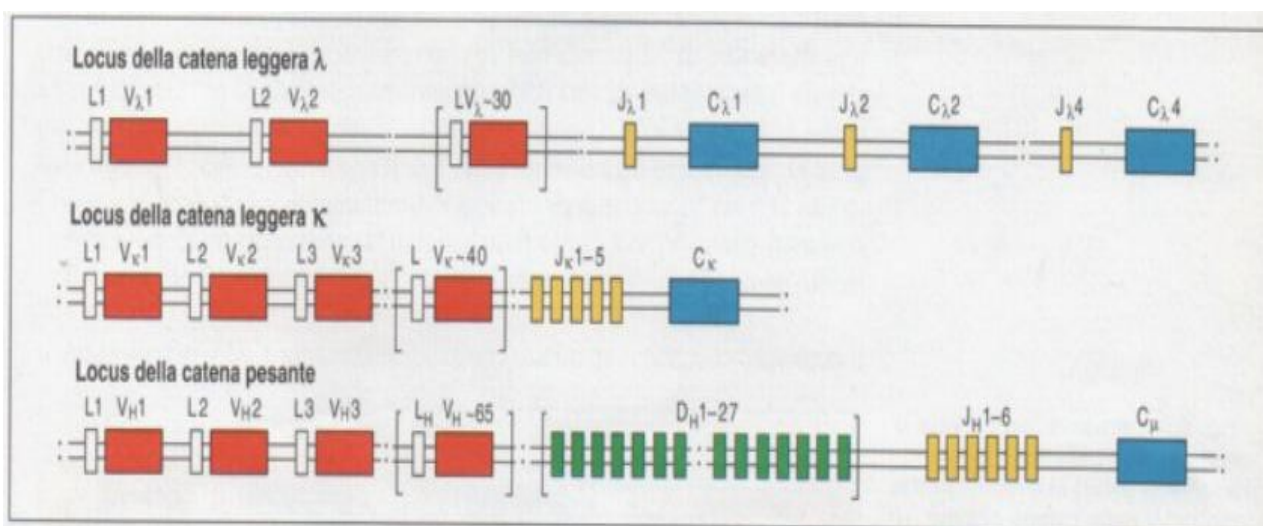 Locus della catena leggera λ
L1 Vλ1 L2 Vλ2 LVλ~30 Jλ1 Cλ1 Jλ2 Cλ2 Jλ4 Cλ4
Locus della catena leggera κ
L1 Vκ1 L2 Vκ2 L3 Vκ3 L Vκ~40 Jκ1-5 Cκ
Locus della catena pesante
L1 VH1 L2 VH2 L3 VH3 LH VH~65 DH1-27 JH1-6 Cμ